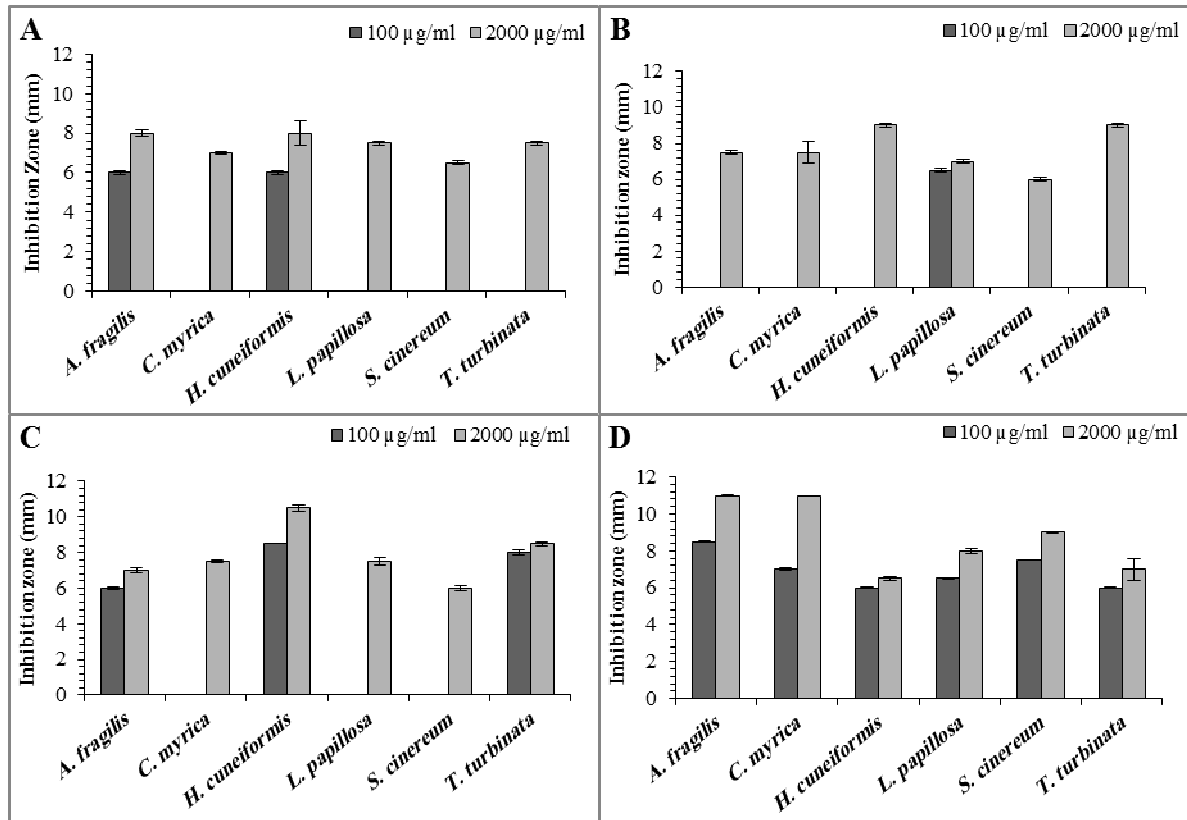 A
100 µg/ml 2000 µg/ml
Inhibition Zone (mm)
12
10
8
6
4
2
0
A. fragilis
C. myrica
H. cuneiformis
L. papillosa
S. cinereum
T. turbinata
B
100 µg/ml 2000 µg/ml
Inhibition zone (mm)
12
10
8
6
4
2
0
A. fragilis
C. myrica
H. cuneiformis
L. papillosa
S. cinereum
T. turbinata
C
100 µg/ml 2000 µg/ml
Inhibition zone (mm)
12
10
8
6
4
2
0
A. fragilis
C. myrica
H. cuneiformis
L. papillosa
S. cinereum
T. turbinata
D
100 µg/ml 2000 µg/ml
Inhibition zone (mm)
12
10
8
6
4
2
0
A. fragilis
C. myrica
H. cuneiformis
L. papillosa
S. cinereum
T. turbinata